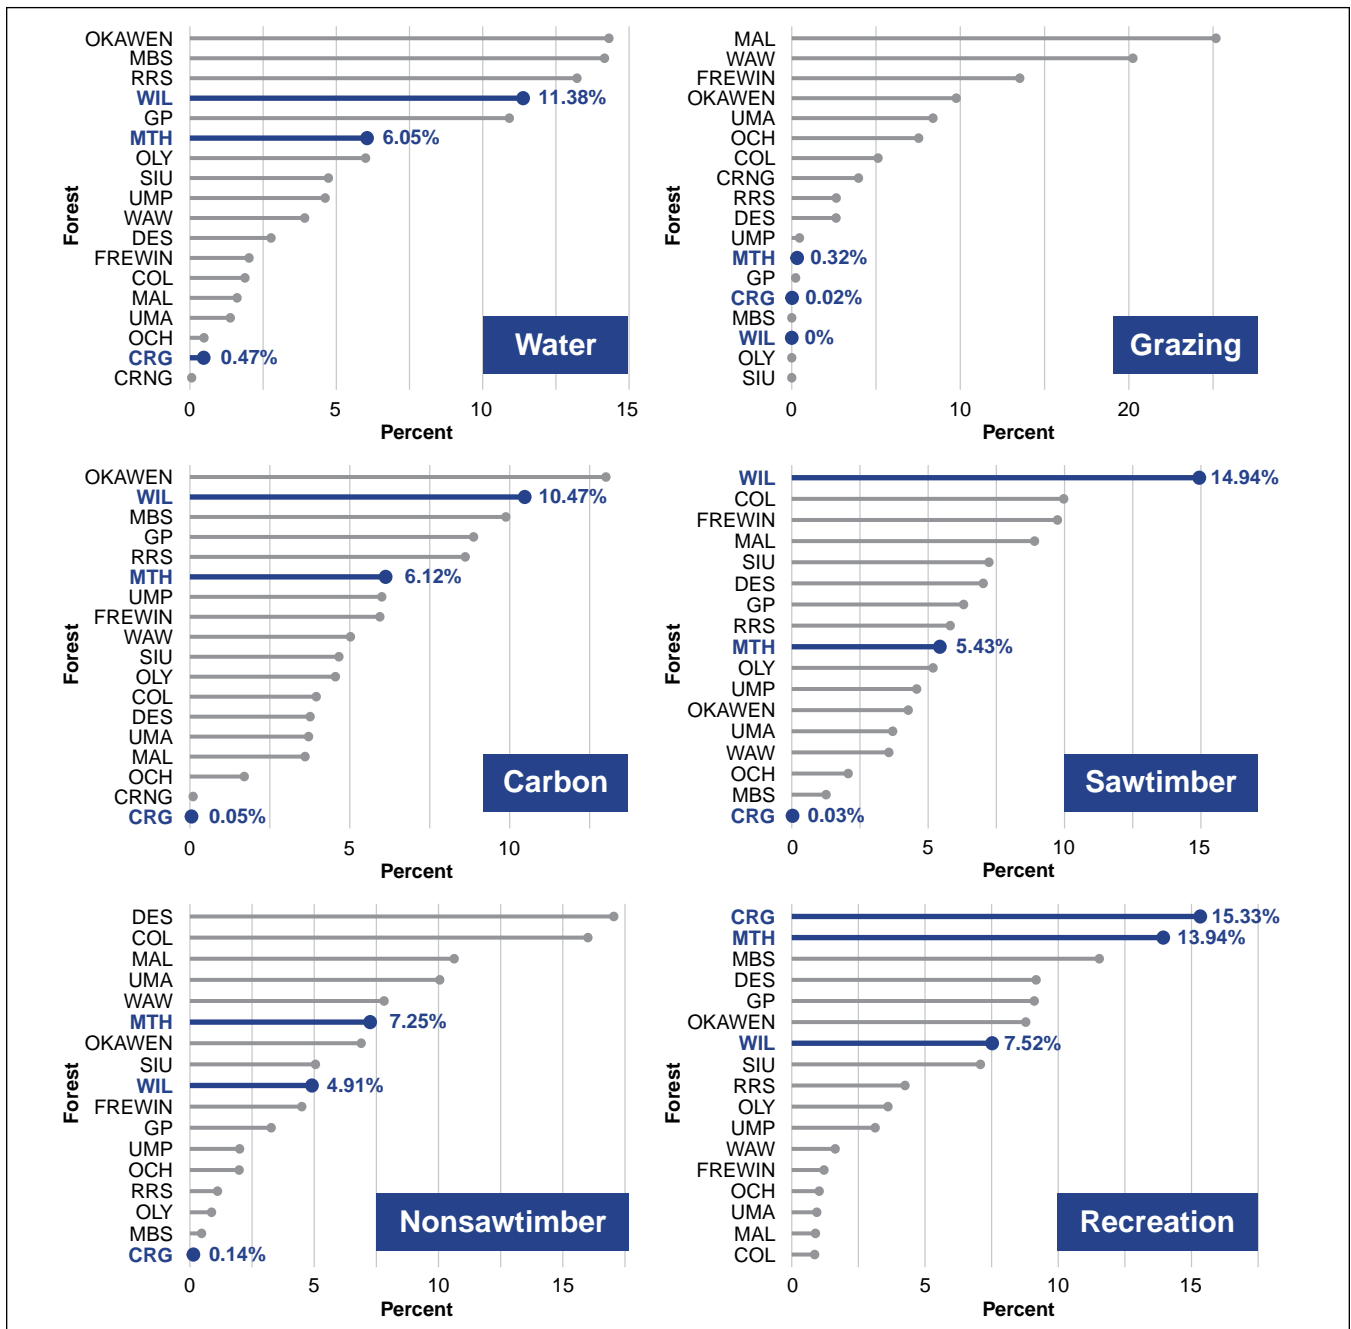 OKAWEN
MBS
RRS
WIL 11.38%
GP
MTH 6.05%
OLY
SIU
UMP
WAW
DES
FREWIN
COL
MAL
UMA
OCH
CRG 0.47%
CRNG
Forest
Water
0 5 10 15
Percent
MAL
WAW
FREWIN
OKAWEN
UMA
OCH
COL
CRNG
RRS
DES
UMP
MTH 0.32%
GP
CRG 0.02%
MBS
WIL 0%
OLY
SIU
Forest
Grazing
0 10 20
Percent
OKAWEN
WIL 10.47%
MBS
GP
RRS
MTH 6.12%
UMP
FREWIN
WAW
SIU
OLY
COL
DES
UMA
MAL
OCH
CRNG
CRG 0.05%
Forest
Carbon
0 5 10
Percent
WIL 14.94%
COL
FREWIN
MAL
SIU
DES
GP
RRS
MTH 5.43%
OLY
UMP
OKAWEN
UMA
WAW
OCH
MBS
CRG 0.03%
Forest
Sawtimber
0 5 10 15
Percent
DES
COL
MAL
UMA
WAW
MTH 7.25%
OKAWEN
SIU
WIL 4.91%
FREWIN
GP
UMP
OCH
RRS
OLY
MBS
CRG 0.14%
Forest
Nonsawtimber
0 5 10 15
Percent
CRG 15.33%
MTH 13.94%
MBS
DES
GP
OKAWEN
WIL 7.52%
SIU
RRS
OLY
UMP
WAW
FREWIN
OCH
UMA
MAL
COL
Forest
Recreation
0 5 10 15
Percent